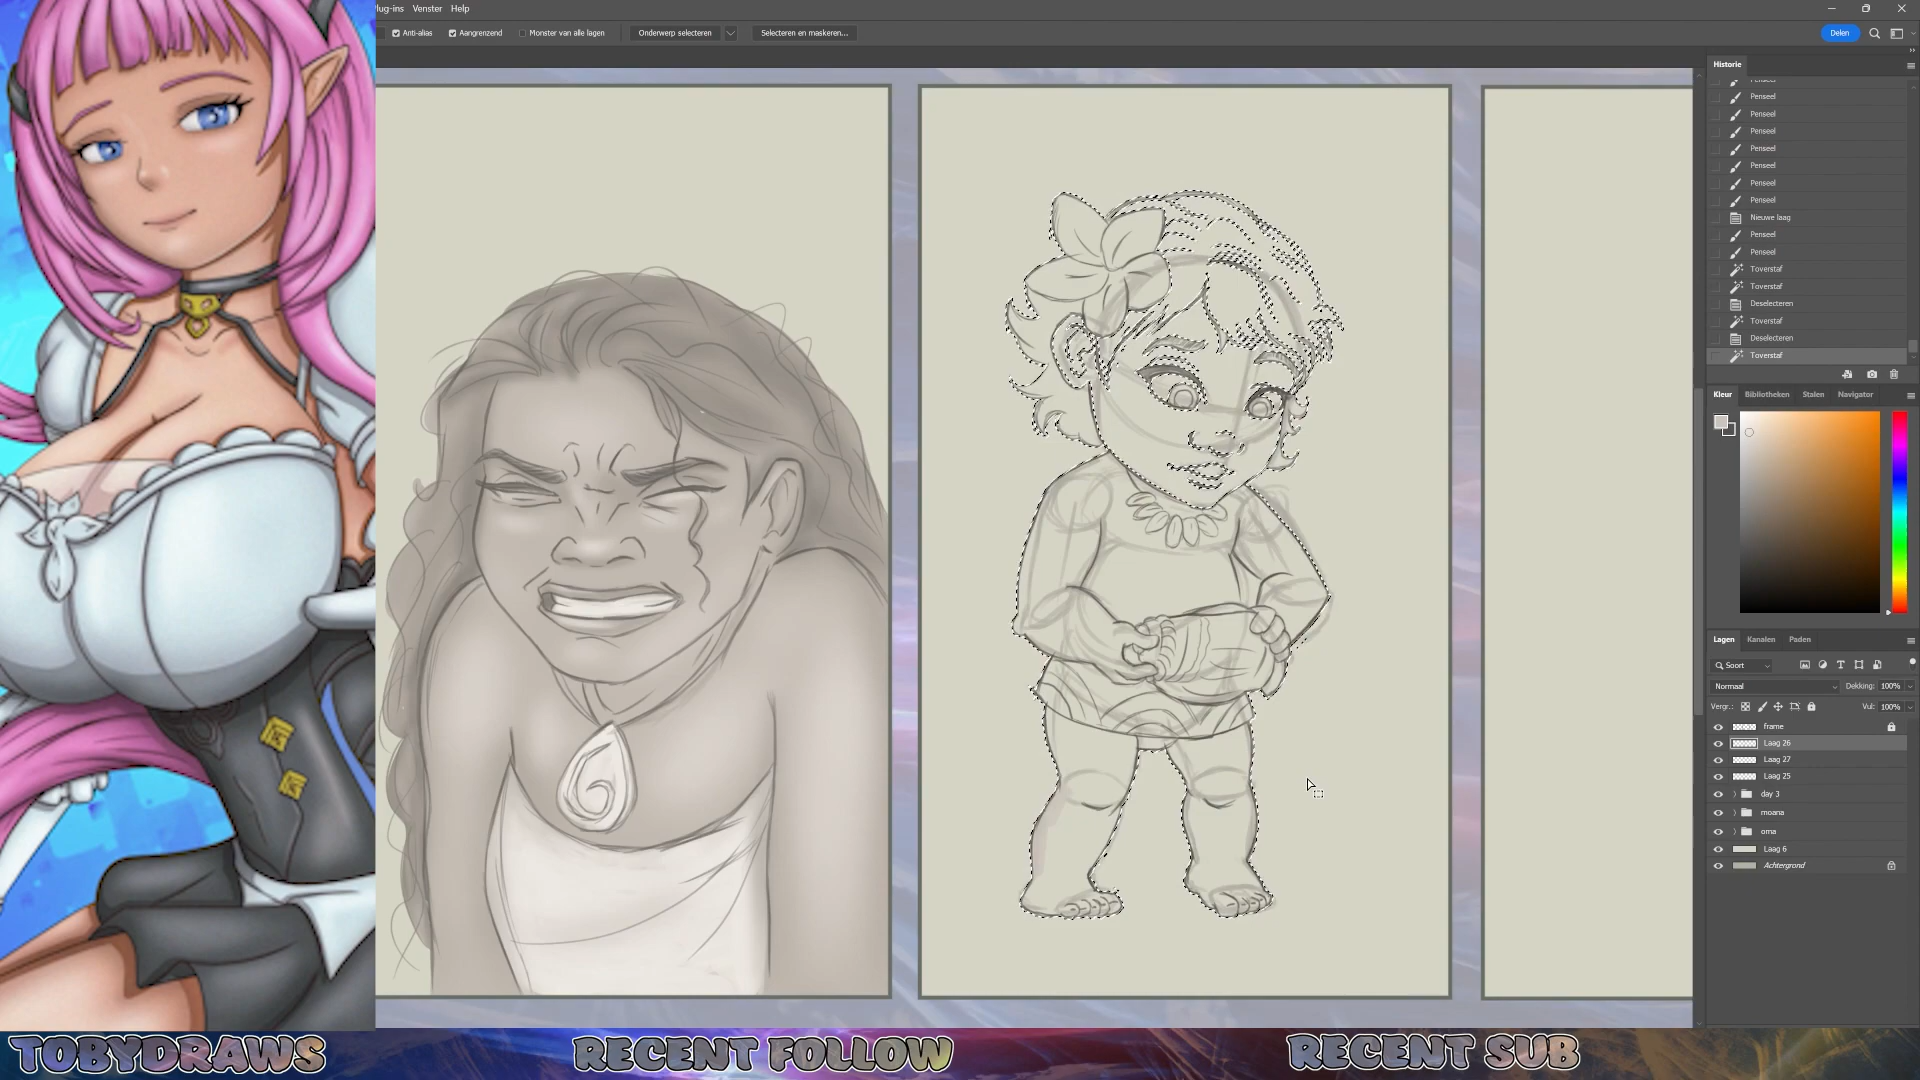 lug-ins Venster Help
Anti-alias Aangrenzend Monster van alle lagen Onderwerp selecteren Selecteren en maskeren... Delen
Historie
Penseel
Penseel
Penseel
Penseel
Penseel
Penseel
Penseel
Penseel
Nieuwe laag
Penseel
Penseel
Toverstaf
Toverstaf
Deselecteren
Toverstaf
Deselecteren
Toverstaf
Kleur Bibliotheken Stalen Navigator
Lagen Kanalen Paden
Soort
Normaal Dekking: 100%
Vergr.: Vul: 100%
frame
Laag 26
Laag 27
Laag 25
day 3
moana
oma
Laag 6
Achtergrond
TOBYDRAWS RECENT FOLLOW RECENT SUB